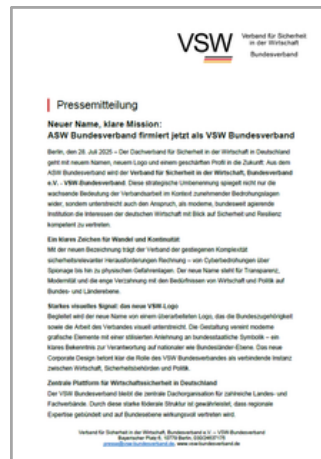 VSW
Verband für Sicherheit
in der Wirtschaft
Bundesverband
Pressemitteilung
Neuer Name, klare Mission:
ASW Bundesverband firmiert jetzt als VSW Bundesverband
Berlin, den 28. Juli 2025 – Der Dachverband für Sicherheit in der Wirtschaft in Deutschland
geht mit neuem Namen, neuem Logo und einem geschärften Profil in die Zukunft: Aus dem
ASW Bundesverband wird der Verband für Sicherheit in der Wirtschaft, Bundesverband
e.V. - VSW-Bundesverband. Diese strategische Umbenennung spiegelt nicht nur die
wachsende Bedeutung der Verbandsarbeit im Kontext zunehmender Bedrohungslagen
wider, sondern unterstreicht auch den Anspruch, als moderne, bundesweit agierende
Institution die Interessen der deutschen Wirtschaft mit Blick auf Sicherheit und Resilienz
kompetent zu vertreten.
Ein klares Zeichen für Wandel und Kontinuität
Mit der neuen Bezeichnung trägt der Verband der gestiegenen Komplexität
sicherheitsrelevanter Herausforderungen Rechnung – von Cyberbedrohungen über
Spionage bis hin zu physischen Gefahrenlagen. Der neue Name steht für Transparenz,
Modernität und die enge Verzahnung mit den Bedürfnissen von Wirtschaft und Politik auf
Bundes- und Länderebene.
Starkes visuelles Signal: das neue VSW-Logo
Begleitet wird der neue Name von einem überarbeiteten Logo, das die Bundeszugehörigkeit
sowie die Arbeit des Verbandes visuell unterstreicht. Die Gestaltung vereint moderne
grafische Elemente mit einer stilisierten Anlehnung an bundesstaatliche Symbolik – ein
klares Bekenntnis zur Verantwortung auf nationaler wie Bundesländer-Ebene. Das neue
Corporate Design betont klar die Rolle des VSW Bundesverbandes als verbindende Instanz
zwischen Wirtschaft, Sicherheitsbehörden und Politik.
Zentrale Plattform für Wirtschaftssicherheit in Deutschland
Der VSW Bundesverband bleibt die zentrale Dachorganisation für zahlreiche Landes- und
Fachverbände. Durch diese starke föderale Struktur ist gewährleistet, dass regionale
Expertise gebündelt und auf Bundesebene wirkungsvoll vertreten wird.
Verband für Sicherheit in der Wirtschaft, Bundesverband e.V. – VSW-Bundesverband